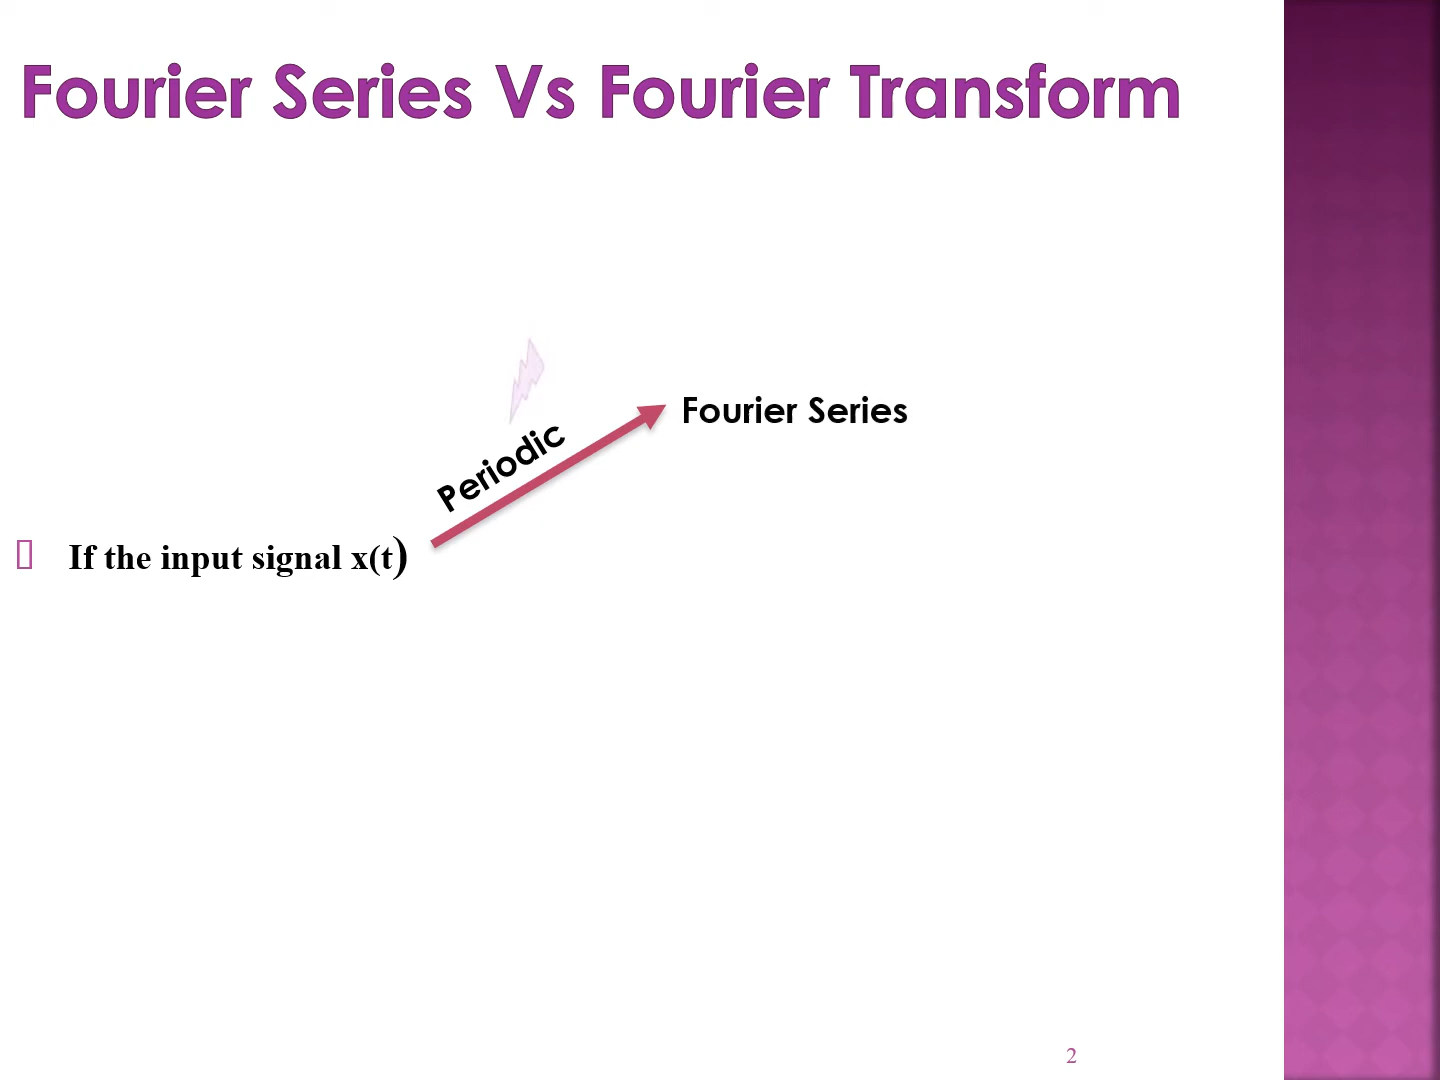 Fourier Series Vs Fourier Transform
Fourier Series
Periodic
If the input signal x(t)
2